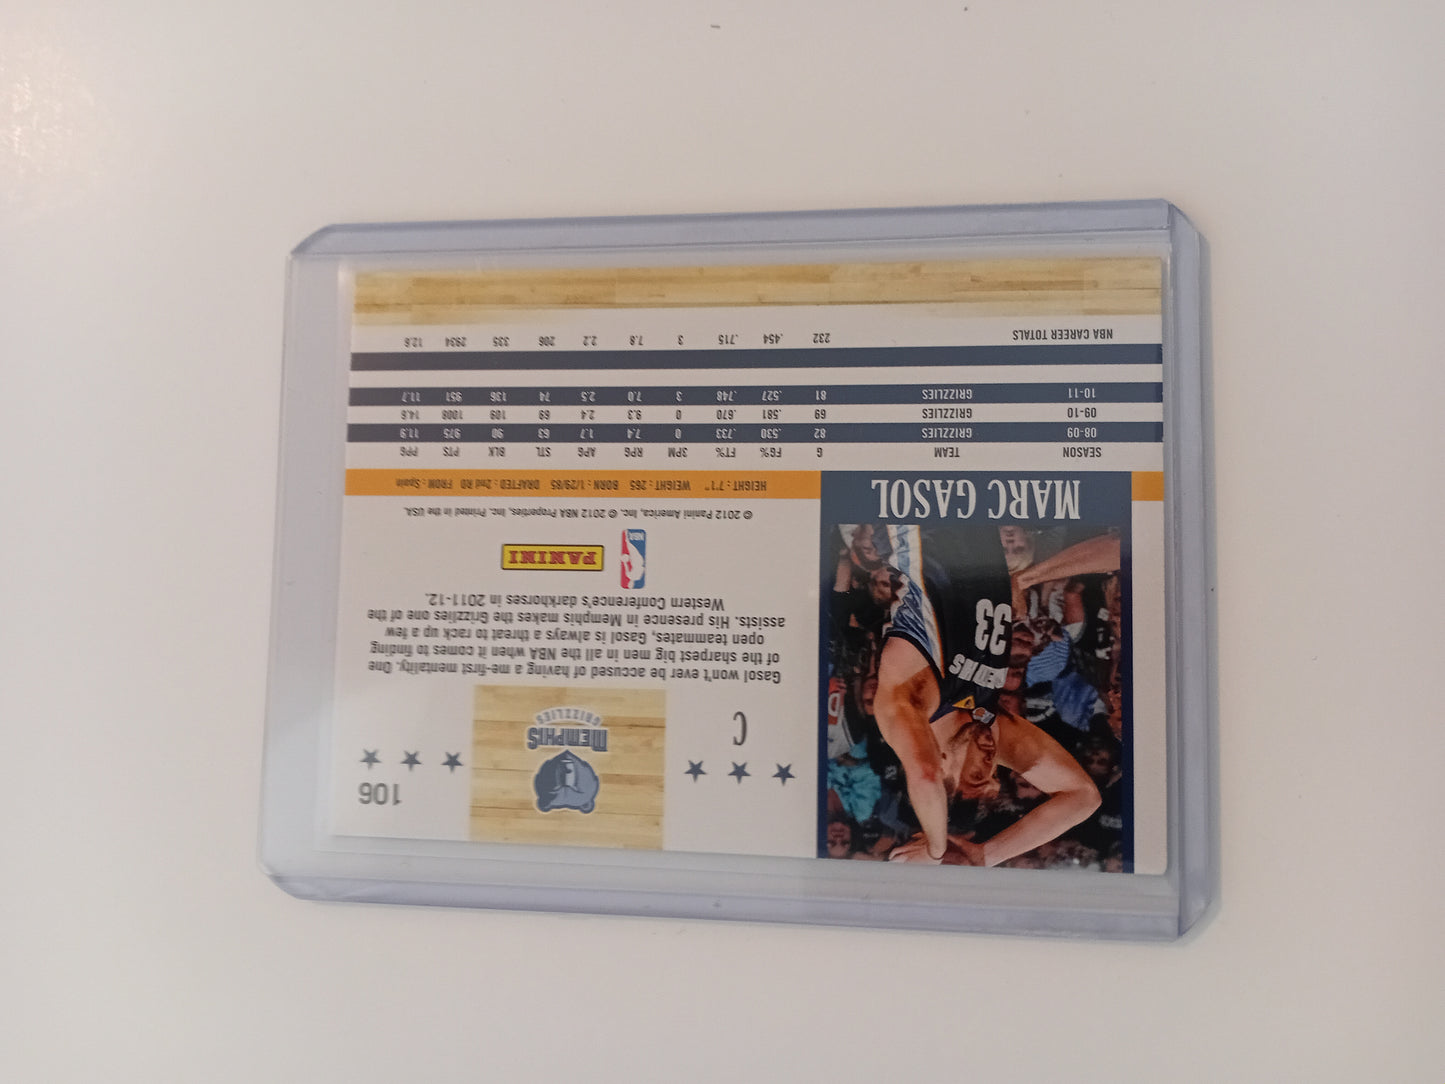 106
C
MEMPHIS
GRIZZLIES
Gasol won't ever be accused of having a me-first mentality. One
of the sharpest big men in all the NBA when it comes to finding
open teammates, Gasol is always a threat to rack up a few
assists. His presence in Memphis makes the Grizzlies one of the
Western Conference's darkhorses in 2011-12.
NBA
PANINI
© 2012 Panini America, Inc. © 2012 NBA Properties, Inc. Printed in the USA.
33
MARC GASOL
HEIGHT: 7'1" WEIGHT: 265 BORN: 1/29/85 DRAFTED: 2nd RD FROM: Spain
SEASON TEAM G FG% FT% 3PM RPG APG STL BLK PTS PPG
08-09 GRIZZLIES 82 .530 .733 0 7.4 1.7 63 90 975 11.9
09-10 GRIZZLIES 69 .581 .670 0 9.3 2.4 69 109 1008 14.6
10-11 GRIZZLIES 81 .527 .748 3 7.0 2.5 74 136 951 11.7
NBA CAREER TOTALS 232 .454 .715 3 7.8 2.2 206 335 2934 12.6